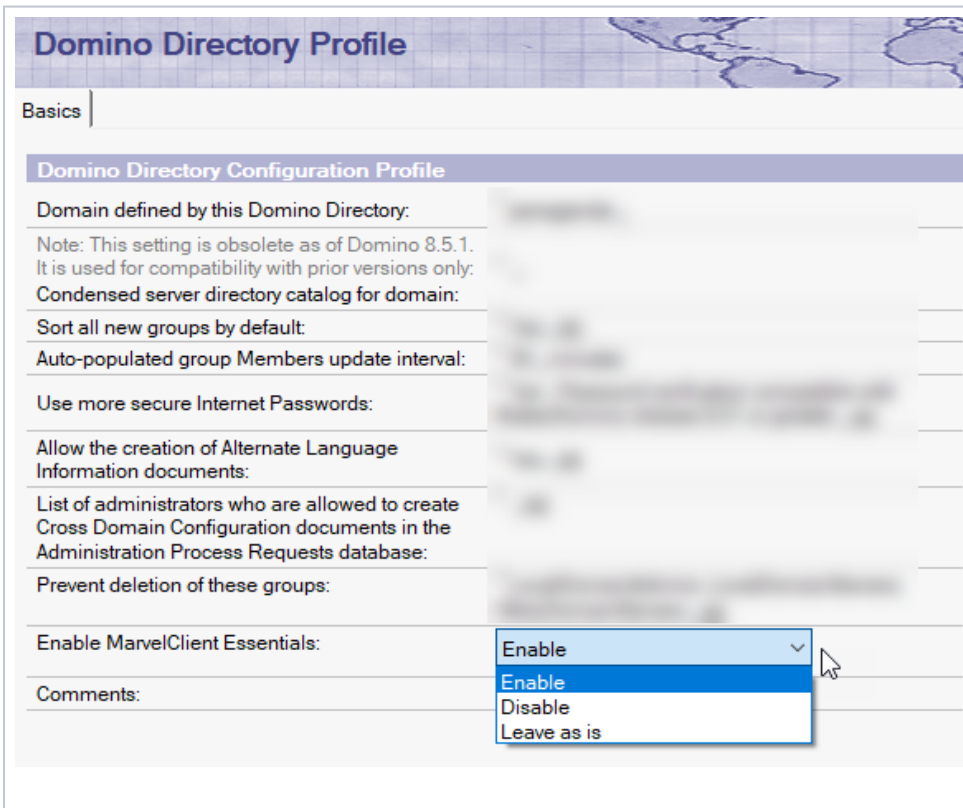 Domino Directory Profile
Basics
Domino Directory Configuration Profile
Domain defined by this Domino Directory:
Note: This setting is obsolete as of Domino 8.5.1.
It is used for compatibility with prior versions only:
Condensed server directory catalog for domain:
Sort all new groups by default:
Auto-populated group Members update interval:
Use more secure Internet Passwords:
Allow the creation of Alternate Language
Information documents:
List of administrators who are allowed to create
Cross Domain Configuration documents in the
Administration Process Requests database:
Prevent deletion of these groups:
Enable MarvelClient Essentials:
Enable
Enable
Disable
Leave as is
Comments: